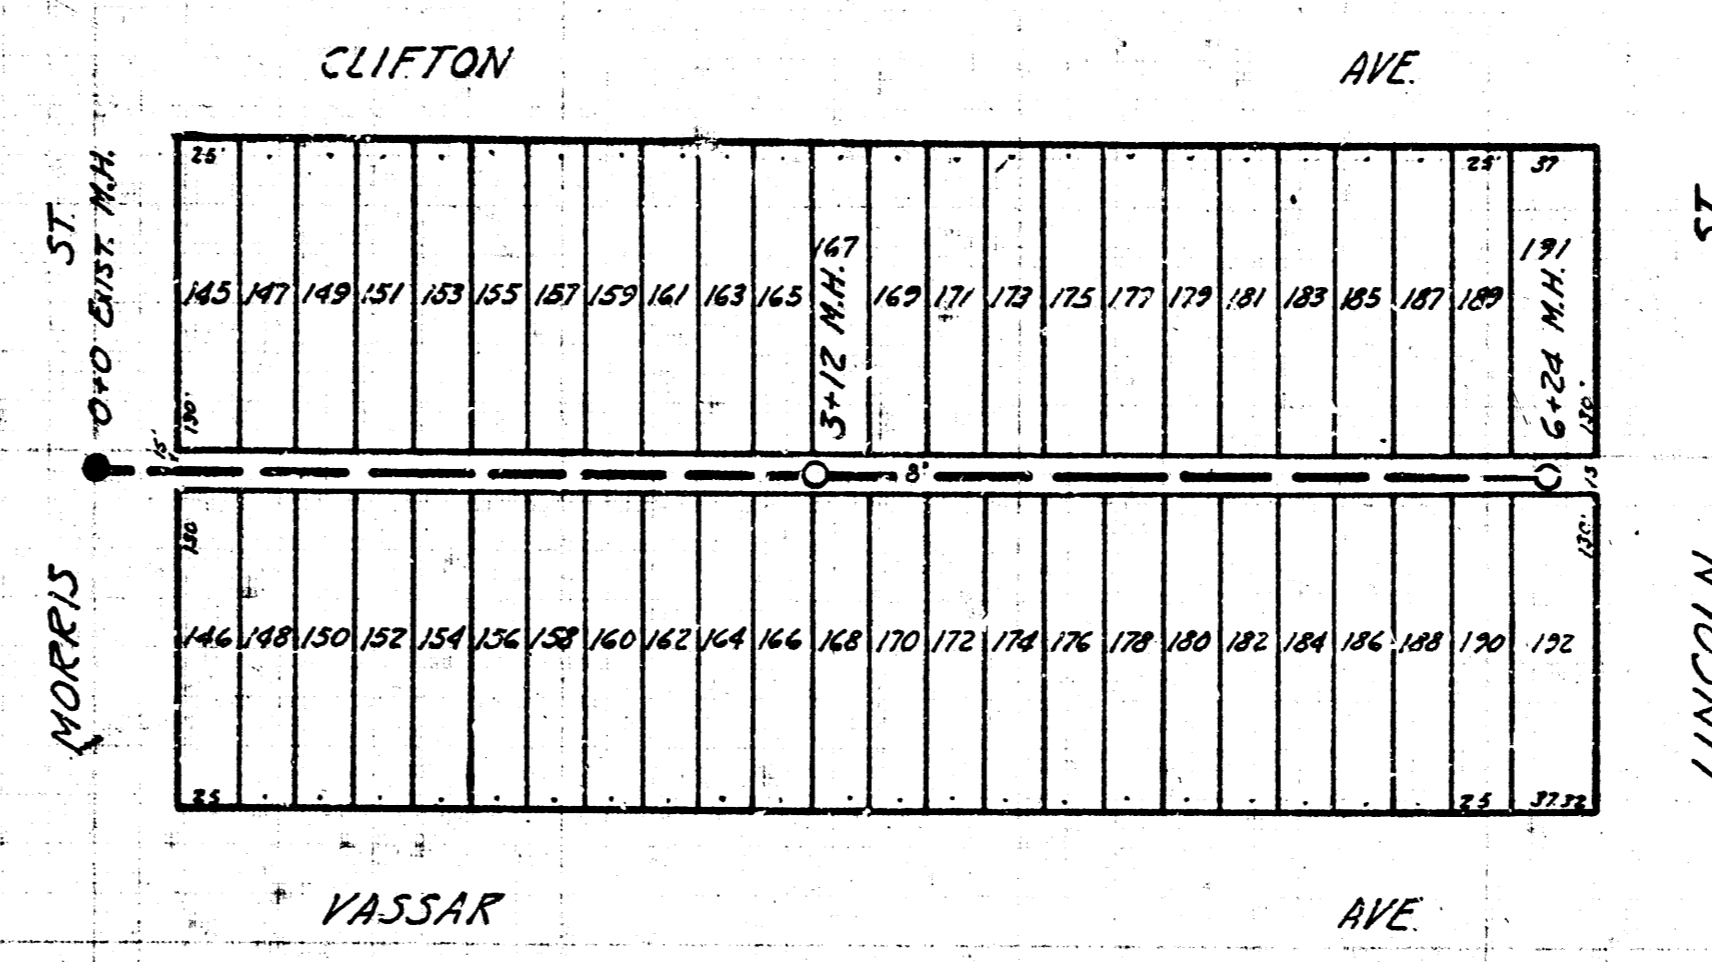 CLIFTON AVE.
25' 25' 37
ST. ST.
0+0 EXIST. M.H.
167 191
145 147 149 151 153 155 157 159 161 163 165 169 171 173 175 177 179 181 183 185 187 189
3+12 M.H. 6+24 M.H.
130' 130'
15' 8" 15
130 130'
MORRIS LINCOLN
146 148 150 152 154 156 158 160 162 164 166 168 170 172 174 176 178 180 182 184 186 188 190 192
25 25 37.32
VASSAR AVE.